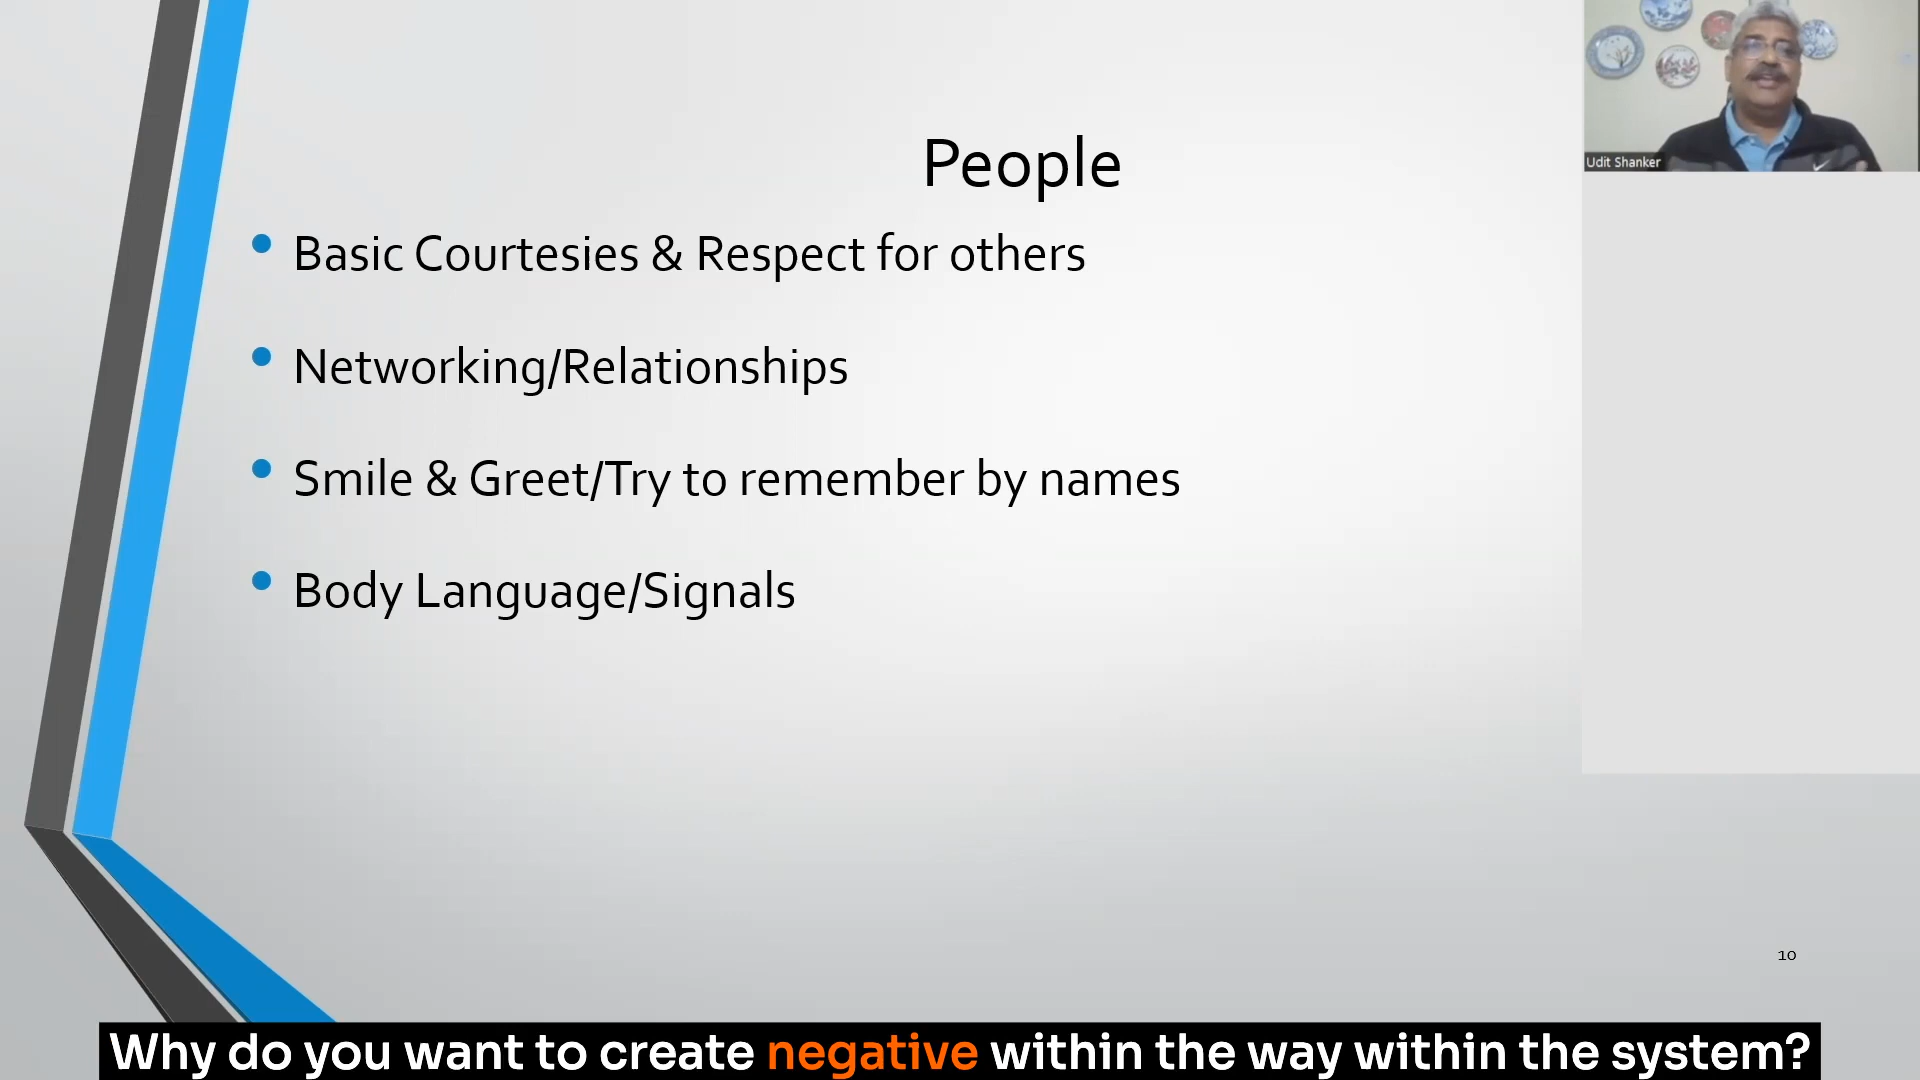 People
Udit Shanker
• Basic Courtesies & Respect for others
• Networking/Relationships
• Smile & Greet/Try to remember by names
• Body Language/Signals
10
Why do you want to create negative within the way within the system?